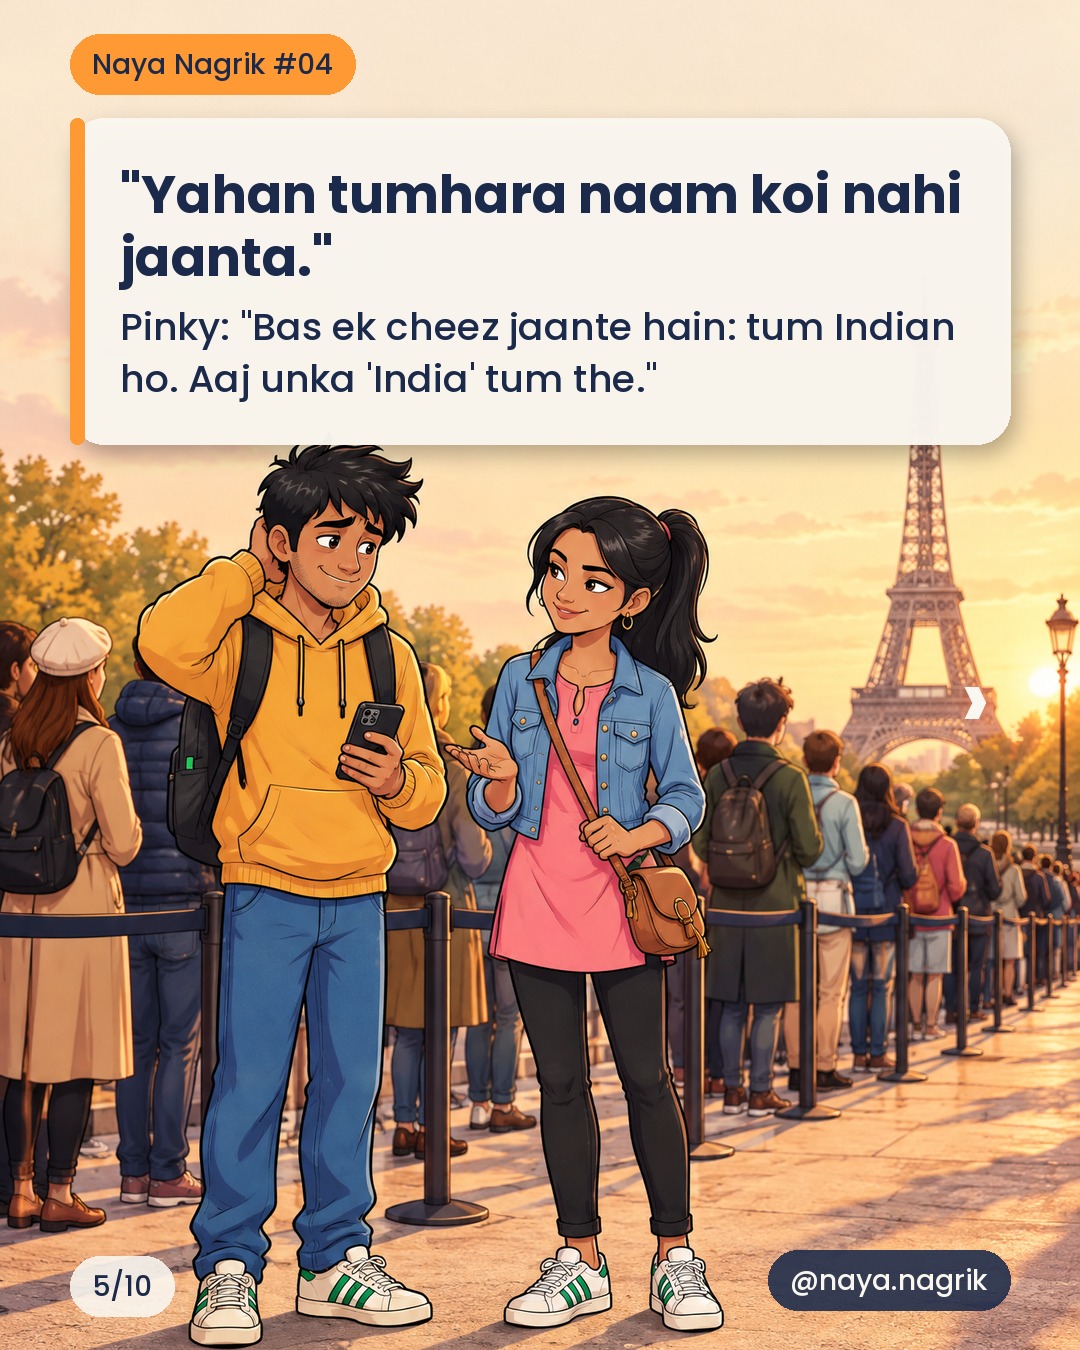 Naya Nagrik #04
"Yahan tumhara naam koi nahi
jaanta."
Pinky: "Bas ek cheez jaante hain: tum Indian
ho. Aaj unka 'India' tum the."
5/10
@naya.nagrik